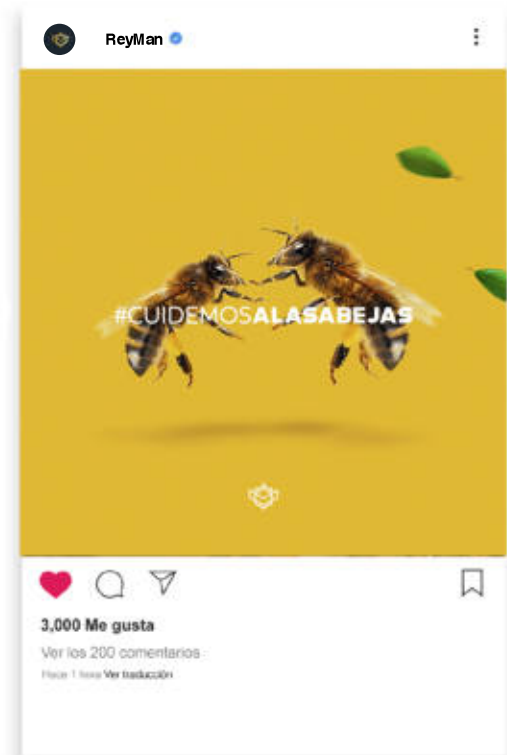 ReyMan
#CUIDEMOSALASABEJAS
3,000 Me gusta
Ver los 200 comentarios
Hace 1 hora Ver traducción